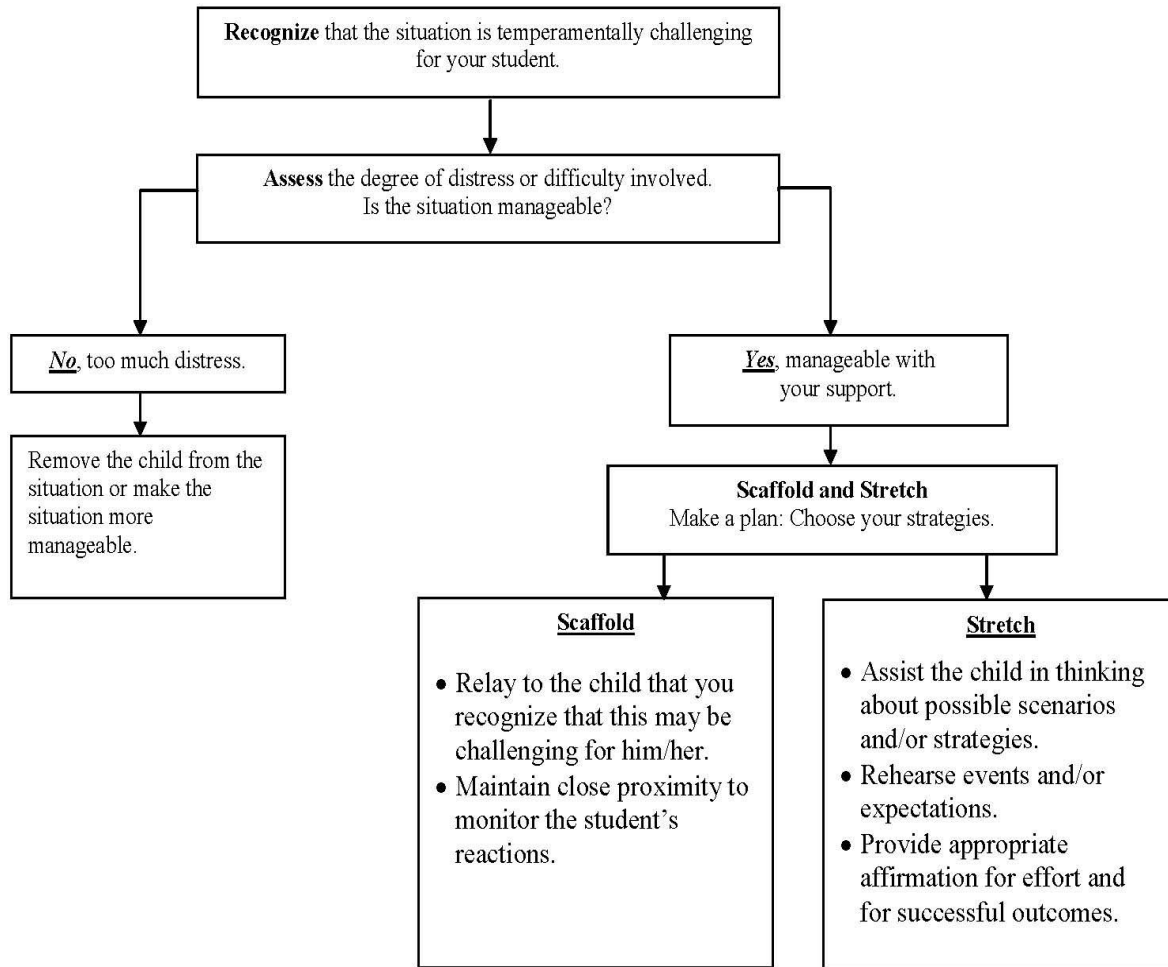 Recognize that the situation is temperamentally challenging
for your student.
Assess the degree of distress or difficulty involved.
Is the situation manageable?
No, too much distress.
Yes, manageable with
your support.
Remove the child from the
situation or make the
situation more
manageable.
Scaffold and Stretch
Make a plan: Choose your strategies.
Scaffold
• Relay to the child that you
recognize that this may be
challenging for him/her.
• Maintain close proximity to
monitor the student’s
reactions.
Stretch
• Assist the child in thinking
about possible scenarios
and/or strategies.
• Rehearse events and/or
expectations.
• Provide appropriate
affirmation for effort and
for successful outcomes.